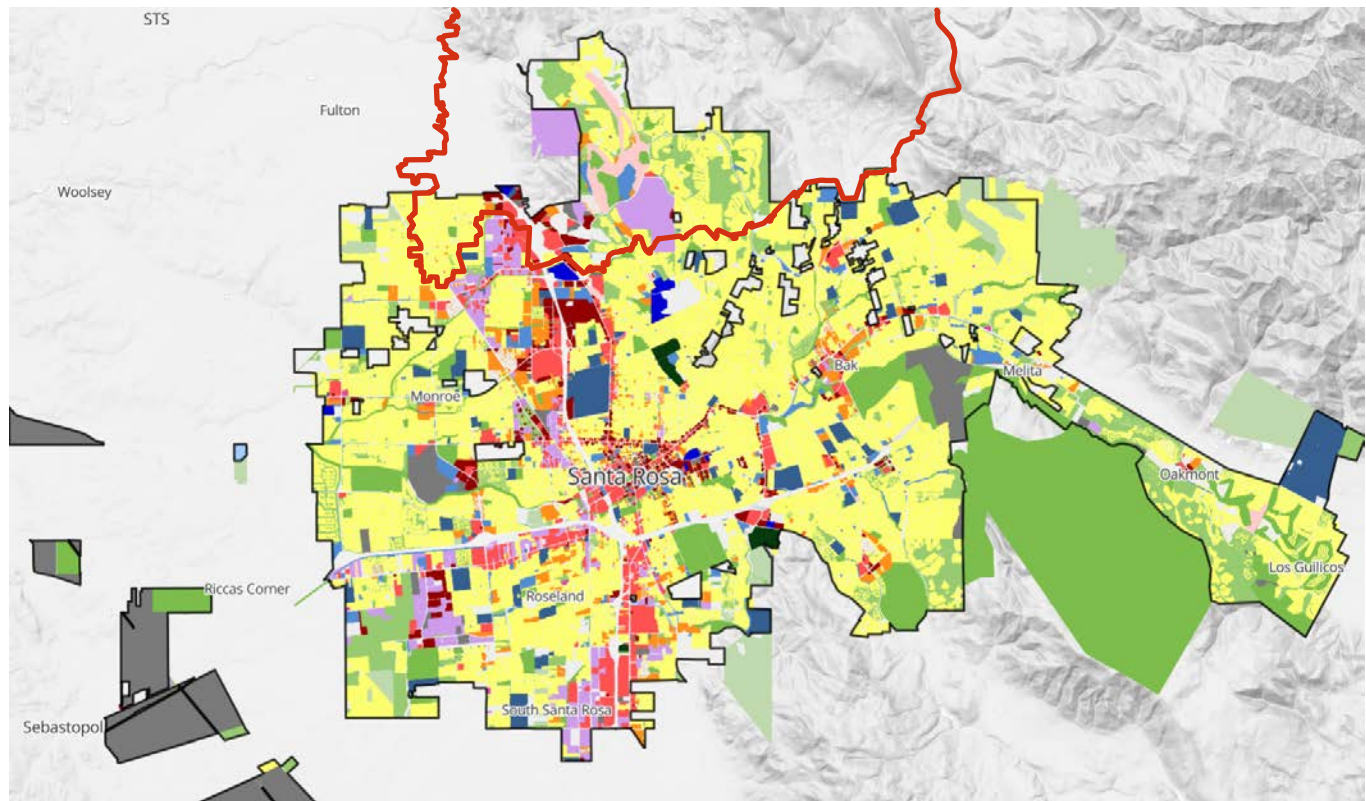 STS
Fulton
Woolsey
Bak
Melita
Monroe
Oakmont
Santa Rosa
Los Guilicos
Riccas Corner
Roseland
South Santa Rosa
Sebastopol